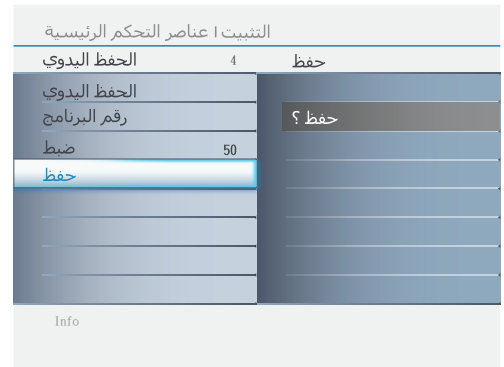 التثبيت ا عناصر التحكم الرئيسية
الحفظ اليدوي 4 حفظ
الحفظ اليدوي
رقم البرنامج حفظ ؟
ضبط 50
حفظ
Info